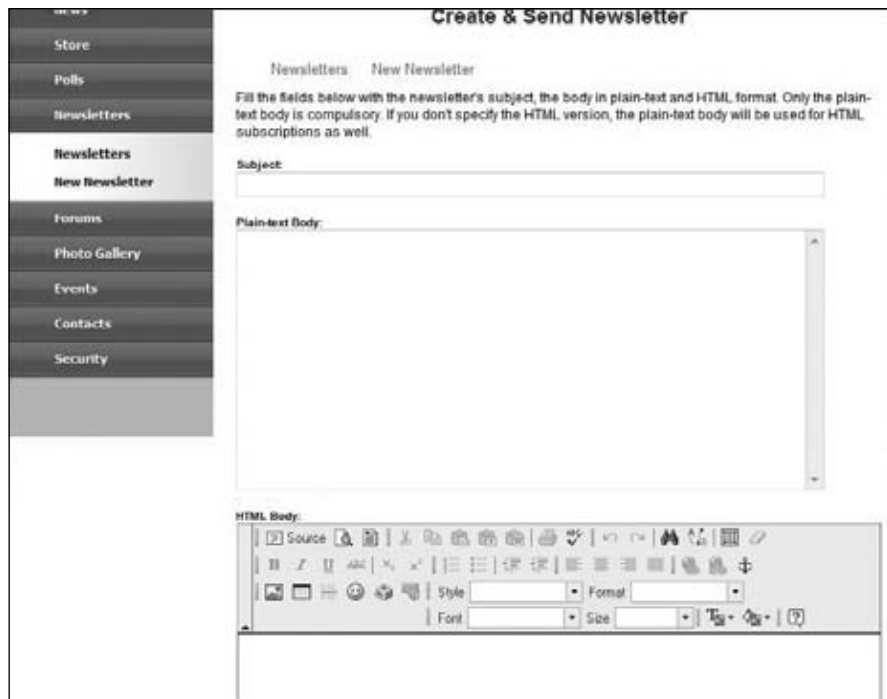 News
Create & Send Newsletter
Store
Polls
Newsletters
Newsletters
New Newsletter
Forums
Photo Gallery
Events
Contacts
Security
Newsletters New Newsletter
Fill the fields below with the newsletter's subject, the body in plain-text and HTML format. Only the plain-
text body is compulsory. If you don't specify the HTML version, the plain-text body will be used for HTML
subscriptions as well.
Subject:
Plain-text Body:
HTML Body:
Source
B I U ABC
Style Format
Font Size